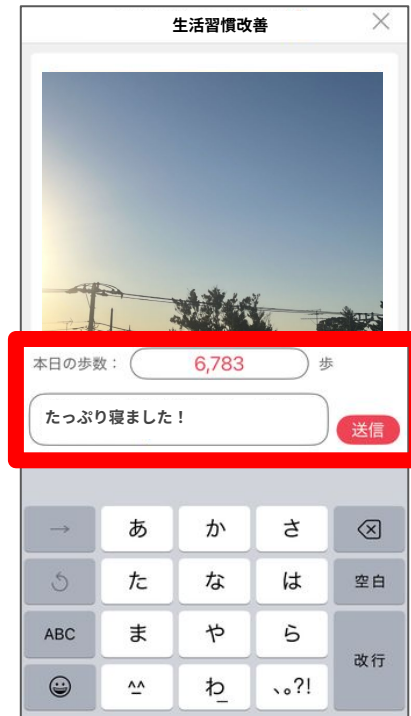 生活習慣改善
本日の歩数： 6,783 歩
たっぷり寝ました！
送信
→ あ か さ
た な は 空白
ABC ま や ら
改行
^^ わ_ 、。?!